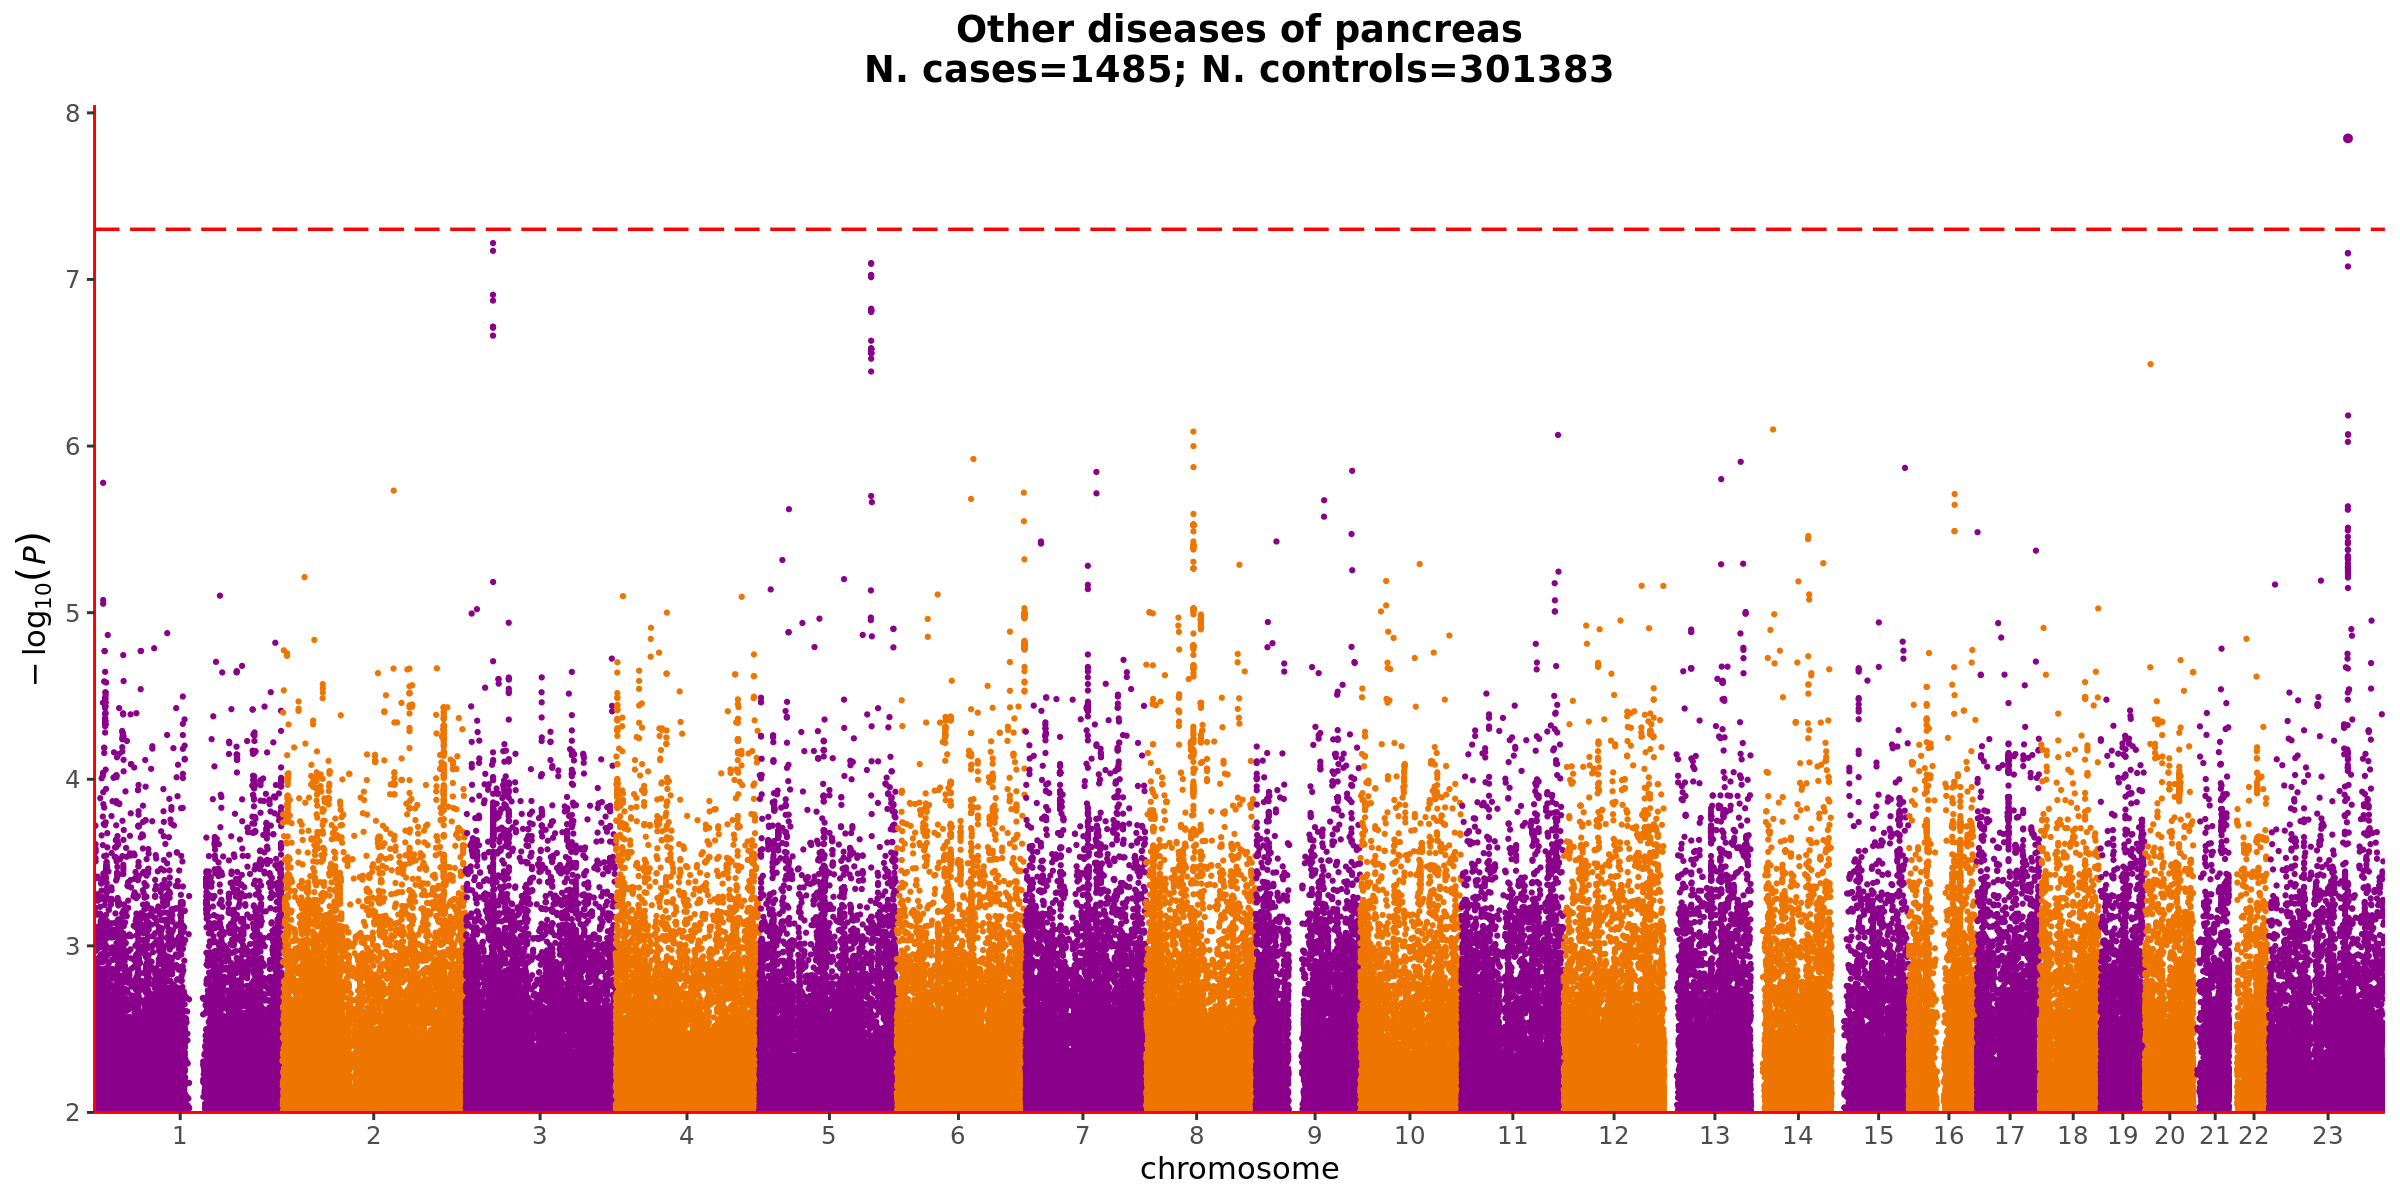 Other diseases of pancreas
N. cases=1485; N. controls=301383
8
7
6
5
4
3
2
−log10(P)
1 2 3 4 5 6 7 8 9 10 11 12 13 14 15 16 17 18 19 20 21 22 23
chromosome